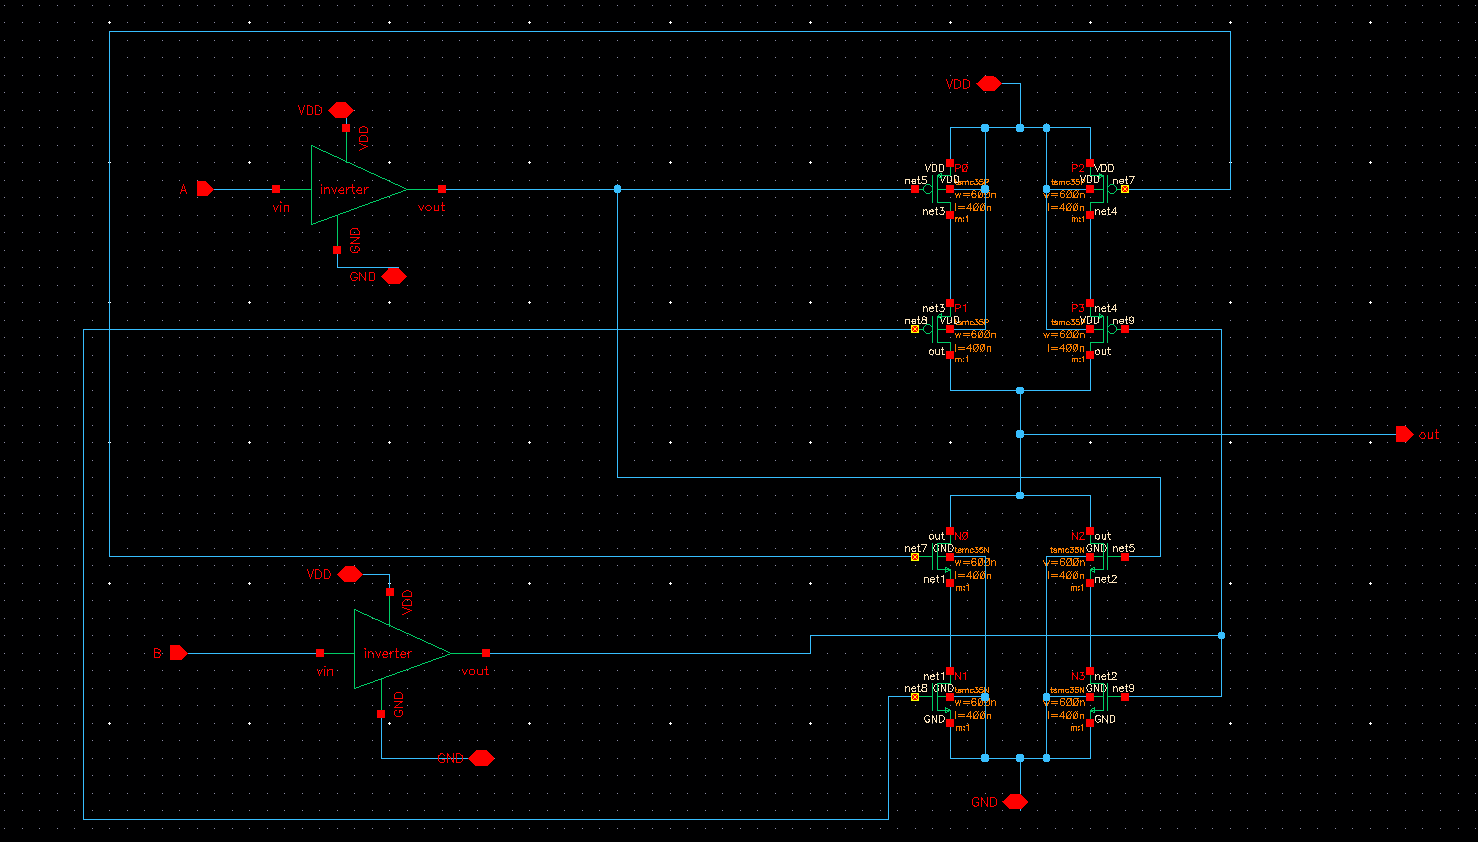 VDD
VDD
VDD
A
inverter
vin
vout
GND
GND
VDD
P0
VDD
net5
VDD
tsmc35P
w=600n
l=400n
m:1
net3
P2
VDD
net7
VDD
tsmc35P
w=600n
l=400n
m:1
net4
net3
P1
net8
VDD
tsmc35P
w=600n
l=400n
m:1
out
P3
net4
net9
VDD
tsmc35P
w=600n
l=400n
m:1
out
out
out
N0
net7
GND
tsmc35N
w=600n
l=400n
m:1
net1
N2
out
net5
GND
tsmc35N
w=600n
l=400n
m:1
net2
VDD
VDD
B
inverter
vin
vout
GND
GND
net1
N1
net8
GND
tsmc35N
w=600n
l=400n
m:1
GND
N3
net2
net9
GND
tsmc35N
w=600n
l=400n
m:1
GND
GND